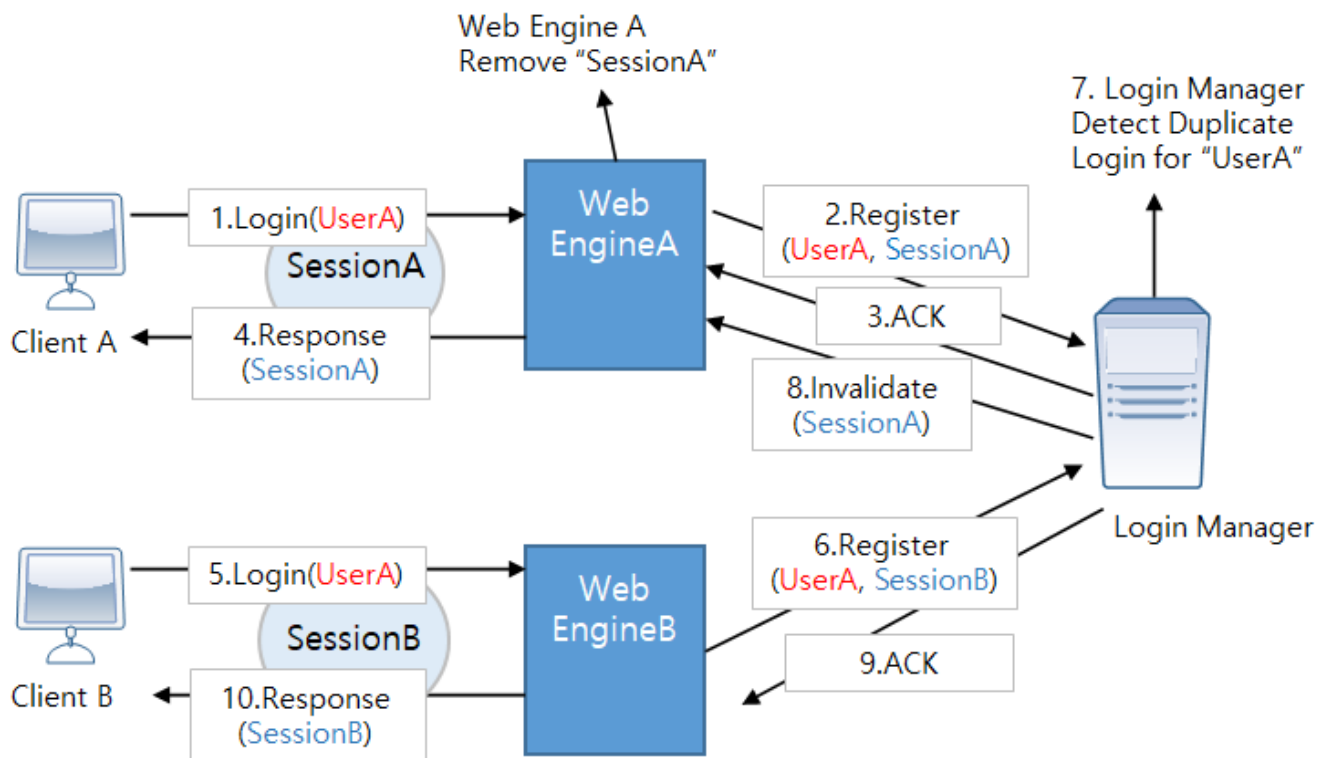 Web Engine A
Remove “SessionA”
7. Login Manager
Detect Duplicate
Login for “UserA”
1.Login(UserA)
SessionA
4.Response
(SessionA)
Client A
Web
EngineA
2.Register
(UserA, SessionA)
3.ACK
8.Invalidate
(SessionA)
Login Manager
5.Login(UserA)
SessionB
10.Response
(SessionB)
Client B
Web
EngineB
6.Register
(UserA, SessionB)
9.ACK